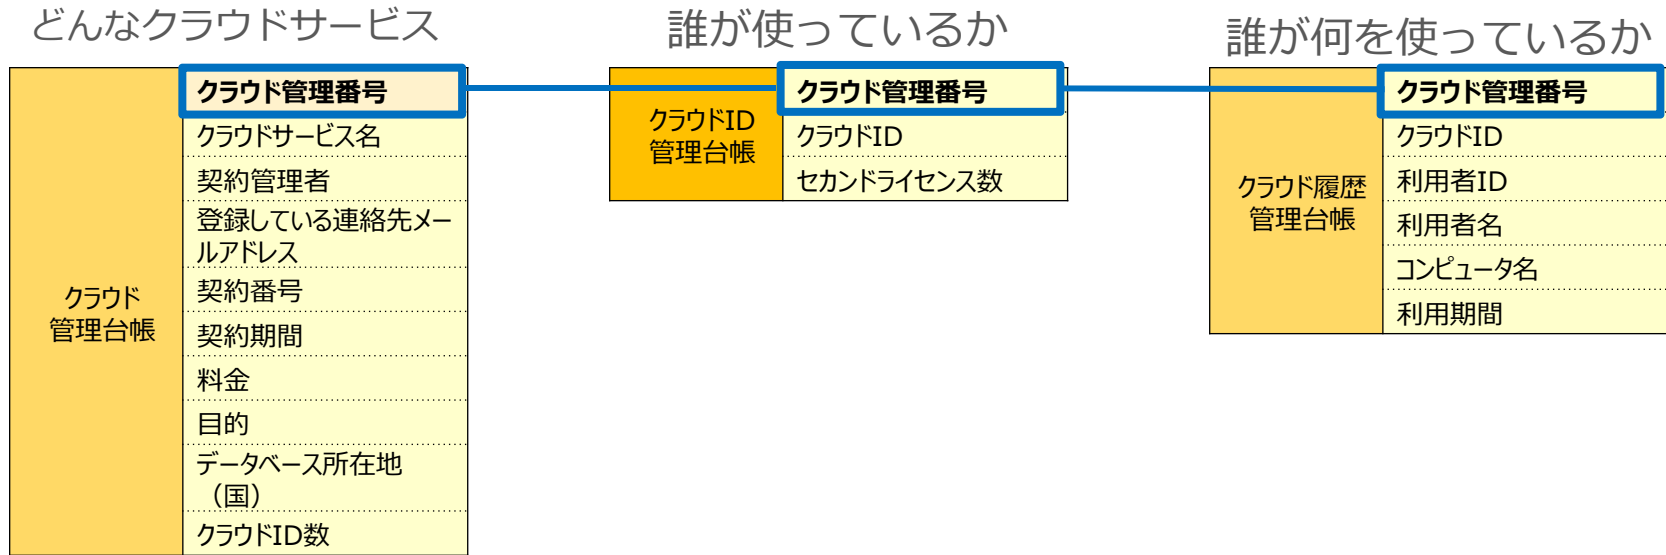 どんなクラウドサービス
クラウド
管理台帳
クラウド管理番号
クラウドサービス名
契約管理者
登録している連絡先メー
ルアドレス
契約番号
契約期間
料金
目的
データベース所在地
（国）
クラウドID数
誰が使っているか
クラウドID
管理台帳
クラウド管理番号
クラウドID
セカンドライセンス数
誰が何を使っているか
クラウド履歴
管理台帳
クラウド管理番号
クラウドID
利用者ID
利用者名
コンピュータ名
利用期間